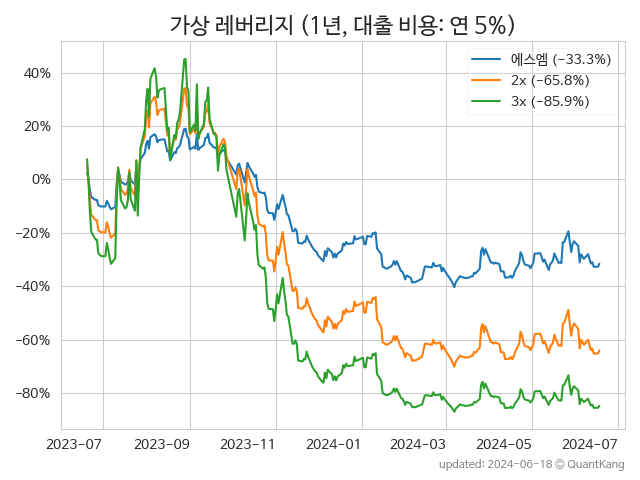 가상 레버리지 (1년, 대출 비용: 연 5%)
에스엠 (−33.3%)
2x (−65.8%)
3x (−85.9%)
40%
20%
0%
−20%
−40%
−60%
−80%
2023-07 2023-09 2023-11 2024-01 2024-03 2024-05 2024-07
updated: 2024-06-18 © QuantKang